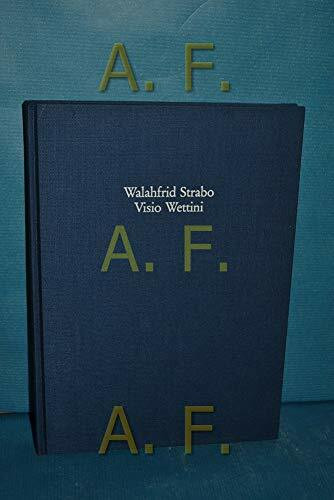 A. F.
Walahfrid Strabo
Visio Wettini
A. F.
A. F.